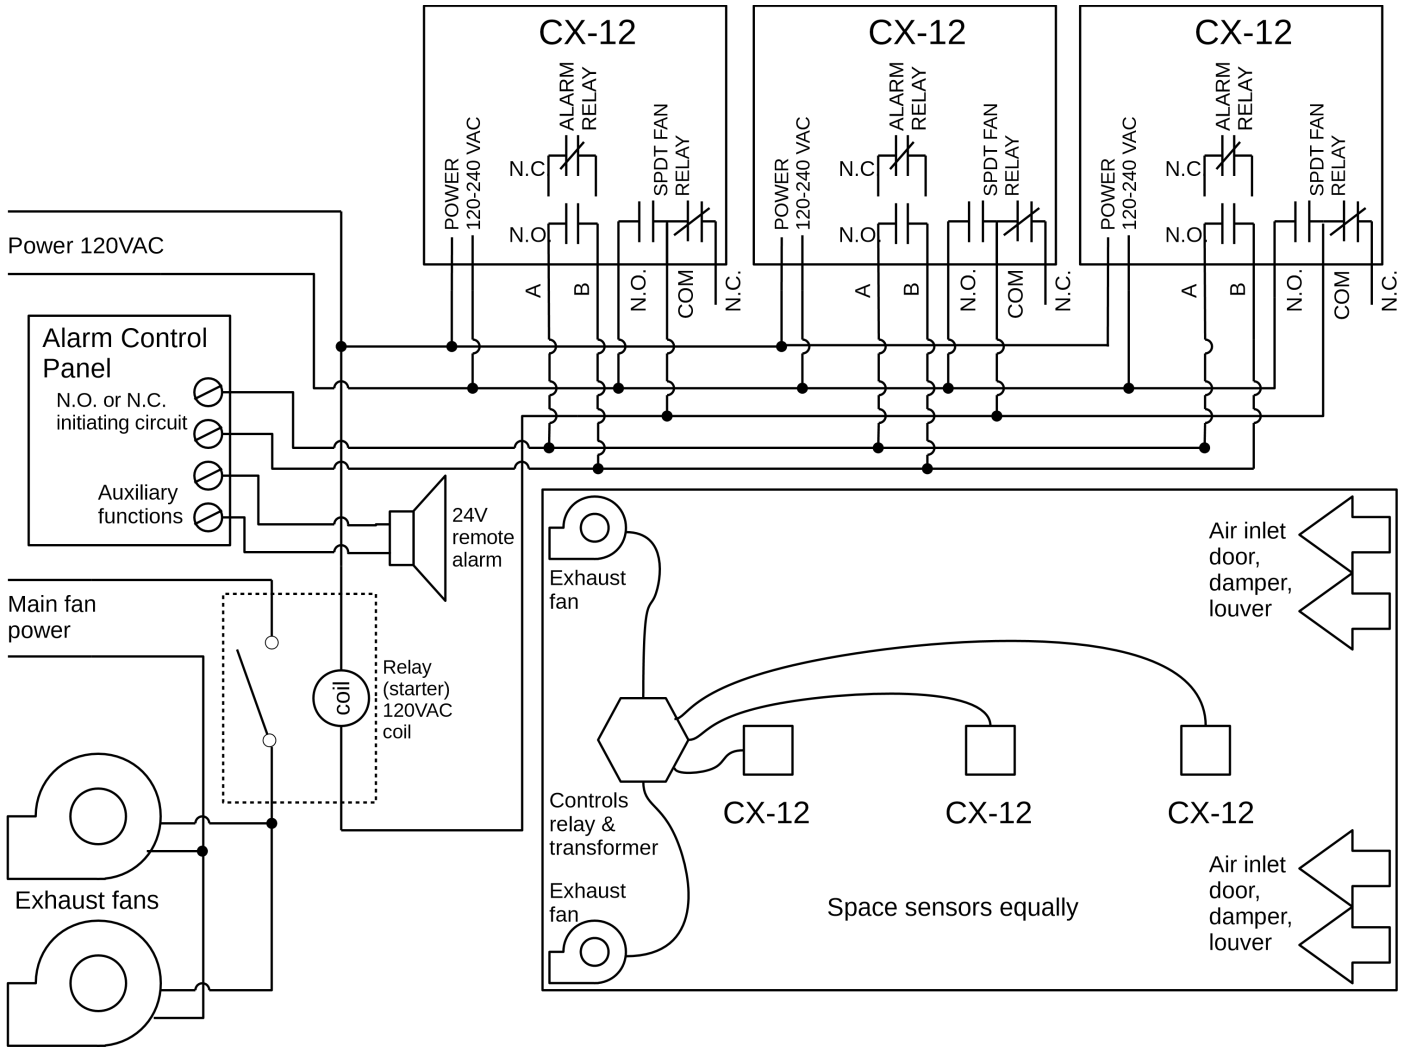 CX-12
POWER
120-240 VAC
ALARM
RELAY
N.C.
N.O.
SPDT FAN
RELAY
A
B
N.O.
COM
N.C.
CX-12
POWER
120-240 VAC
ALARM
RELAY
N.C
N.O.
SPDT FAN
RELAY
A
B
N.O.
COM
N.C.
CX-12
POWER
120-240 VAC
ALARM
RELAY
N.C.
N.O.
SPDT FAN
RELAY
A
B
N.O.
COM
N.C.
Power 120VAC
Alarm Control
Panel
N.O. or N.C.
initiating circuit
Auxiliary
functions
24V
remote
alarm
Main fan
power
coil
Relay
(starter)
120VAC
coil
Exhaust fans
Exhaust
fan
Air inlet
door,
damper,
louver
Controls
relay &
transformer
CX-12
CX-12
CX-12
Exhaust
fan
Space sensors equally
Air inlet
door,
damper,
louver